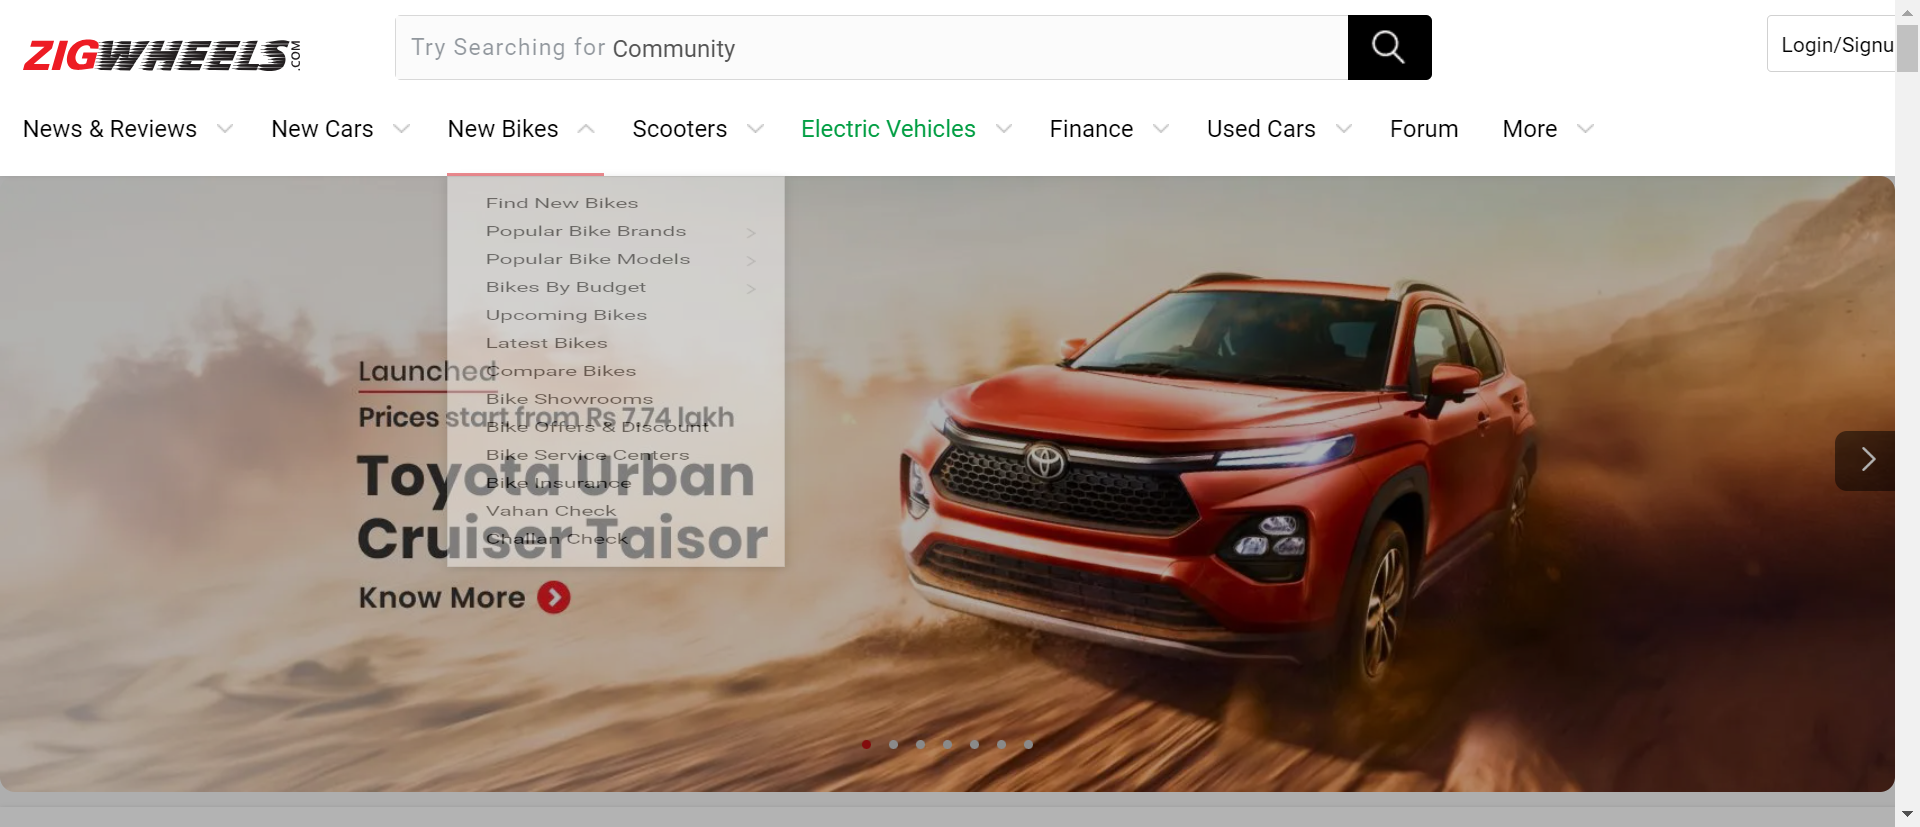 ZIGWHEELS.COM
Try Searching for Community
Login/Signu
News & Reviews
New Cars
New Bikes
Scooters
Electric Vehicles
Finance
Used Cars
Forum
More
Find New Bikes
Popular Bike Brands >
Popular Bike Models >
Bikes By Budget >
Upcoming Bikes
Latest Bikes
Compare Bikes
Bike Showrooms
Bike Offers & Discount
Bike Service Centers
Bike Insurance
Vahan Check
Challan Check
Launched
Prices start from Rs 7.74 lakh
Toyota Urban
Cruiser Taisor
Know More